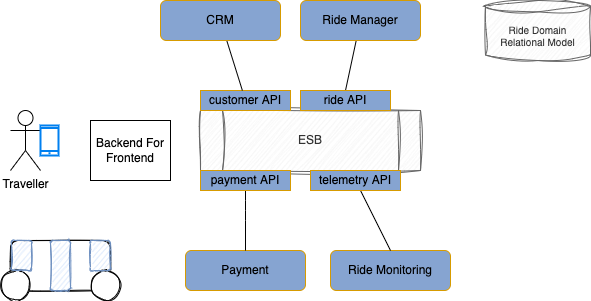 CRM
Ride Manager
Ride Domain
Relational Model
customer API
ride API
ESB
Backend For
Frontend
Traveller
payment API
telemetry API
Payment
Ride Monitoring